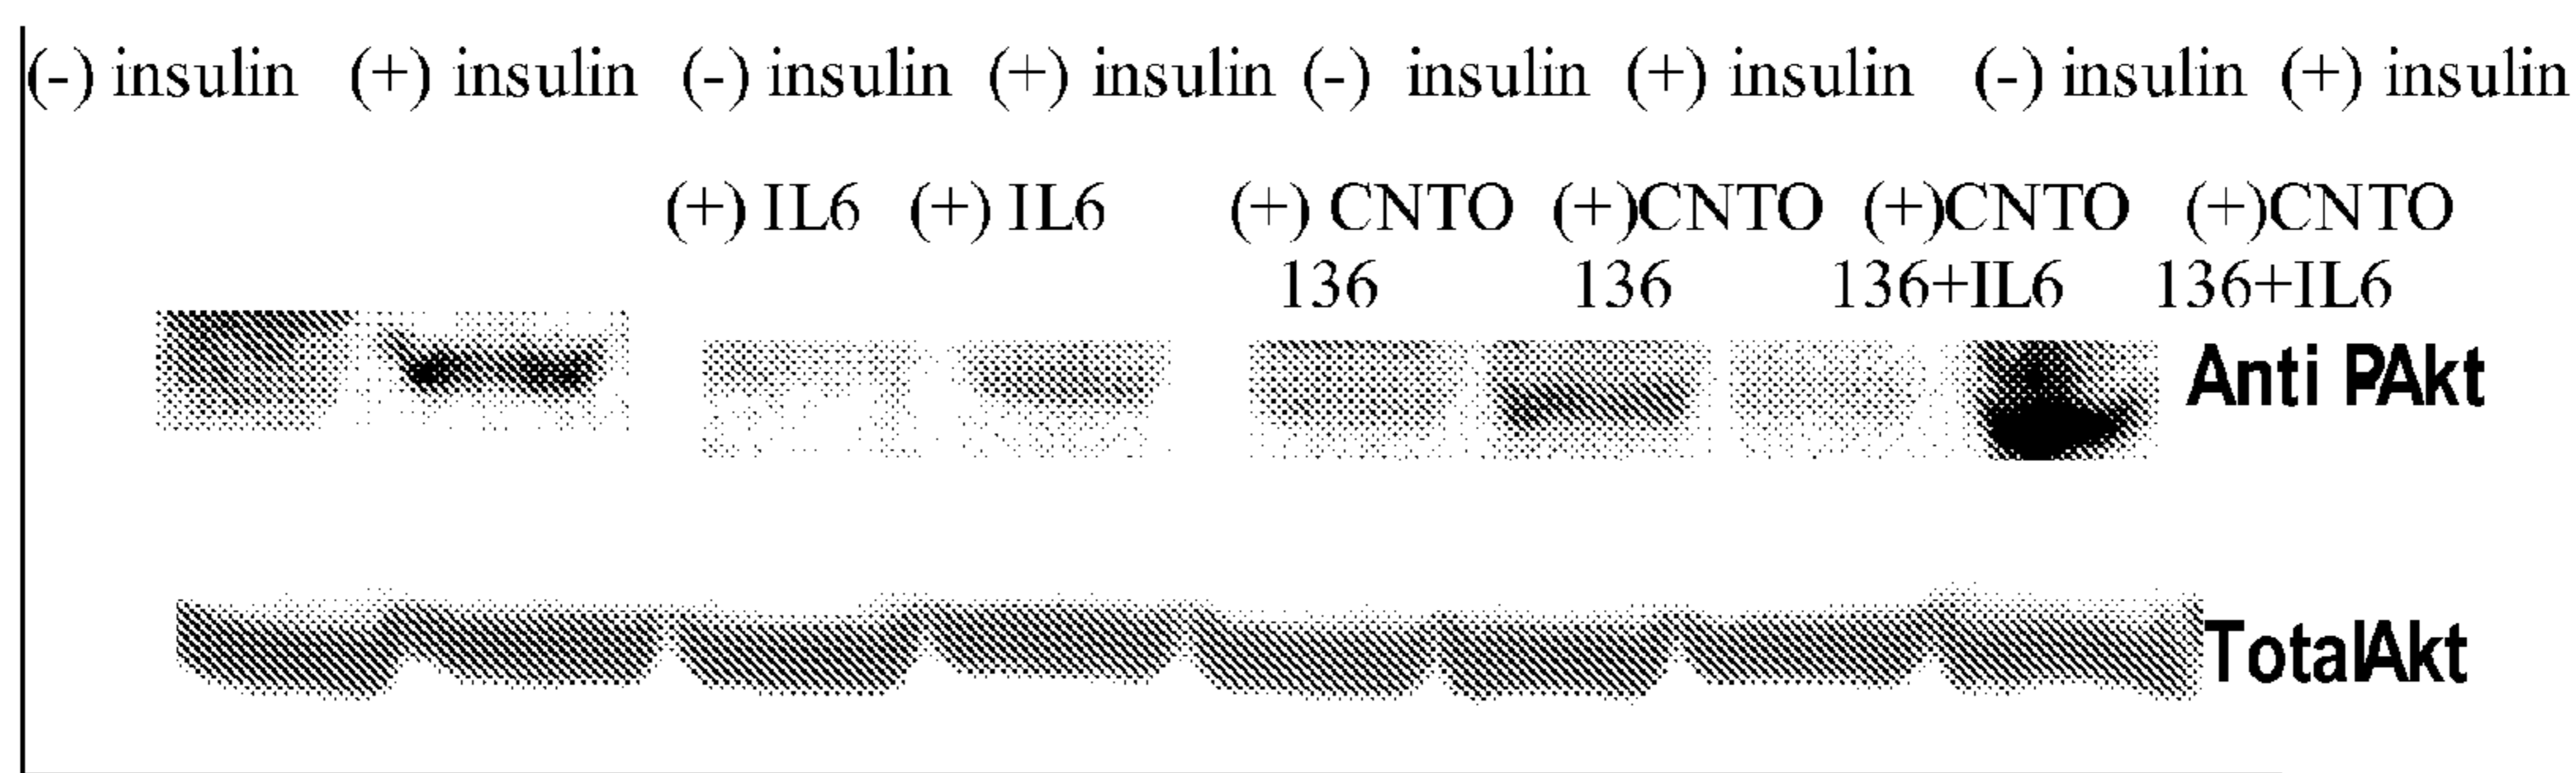 (-) insulin (+) insulin (-) insulin (+) insulin (-) insulin (+) insulin (-) insulin (+) insulin
(+) IL6 (+) IL6 (+) CNTO (+)CNTO (+)CNTO (+)CNTO
136 136 136+IL6 136+IL6
Anti PAkt
TotalAkt